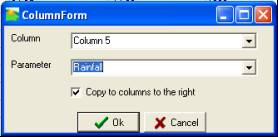 ColumnForm
Column Column 5
Parameter Rainfall
Copy to columns to the right
Ok Cancel